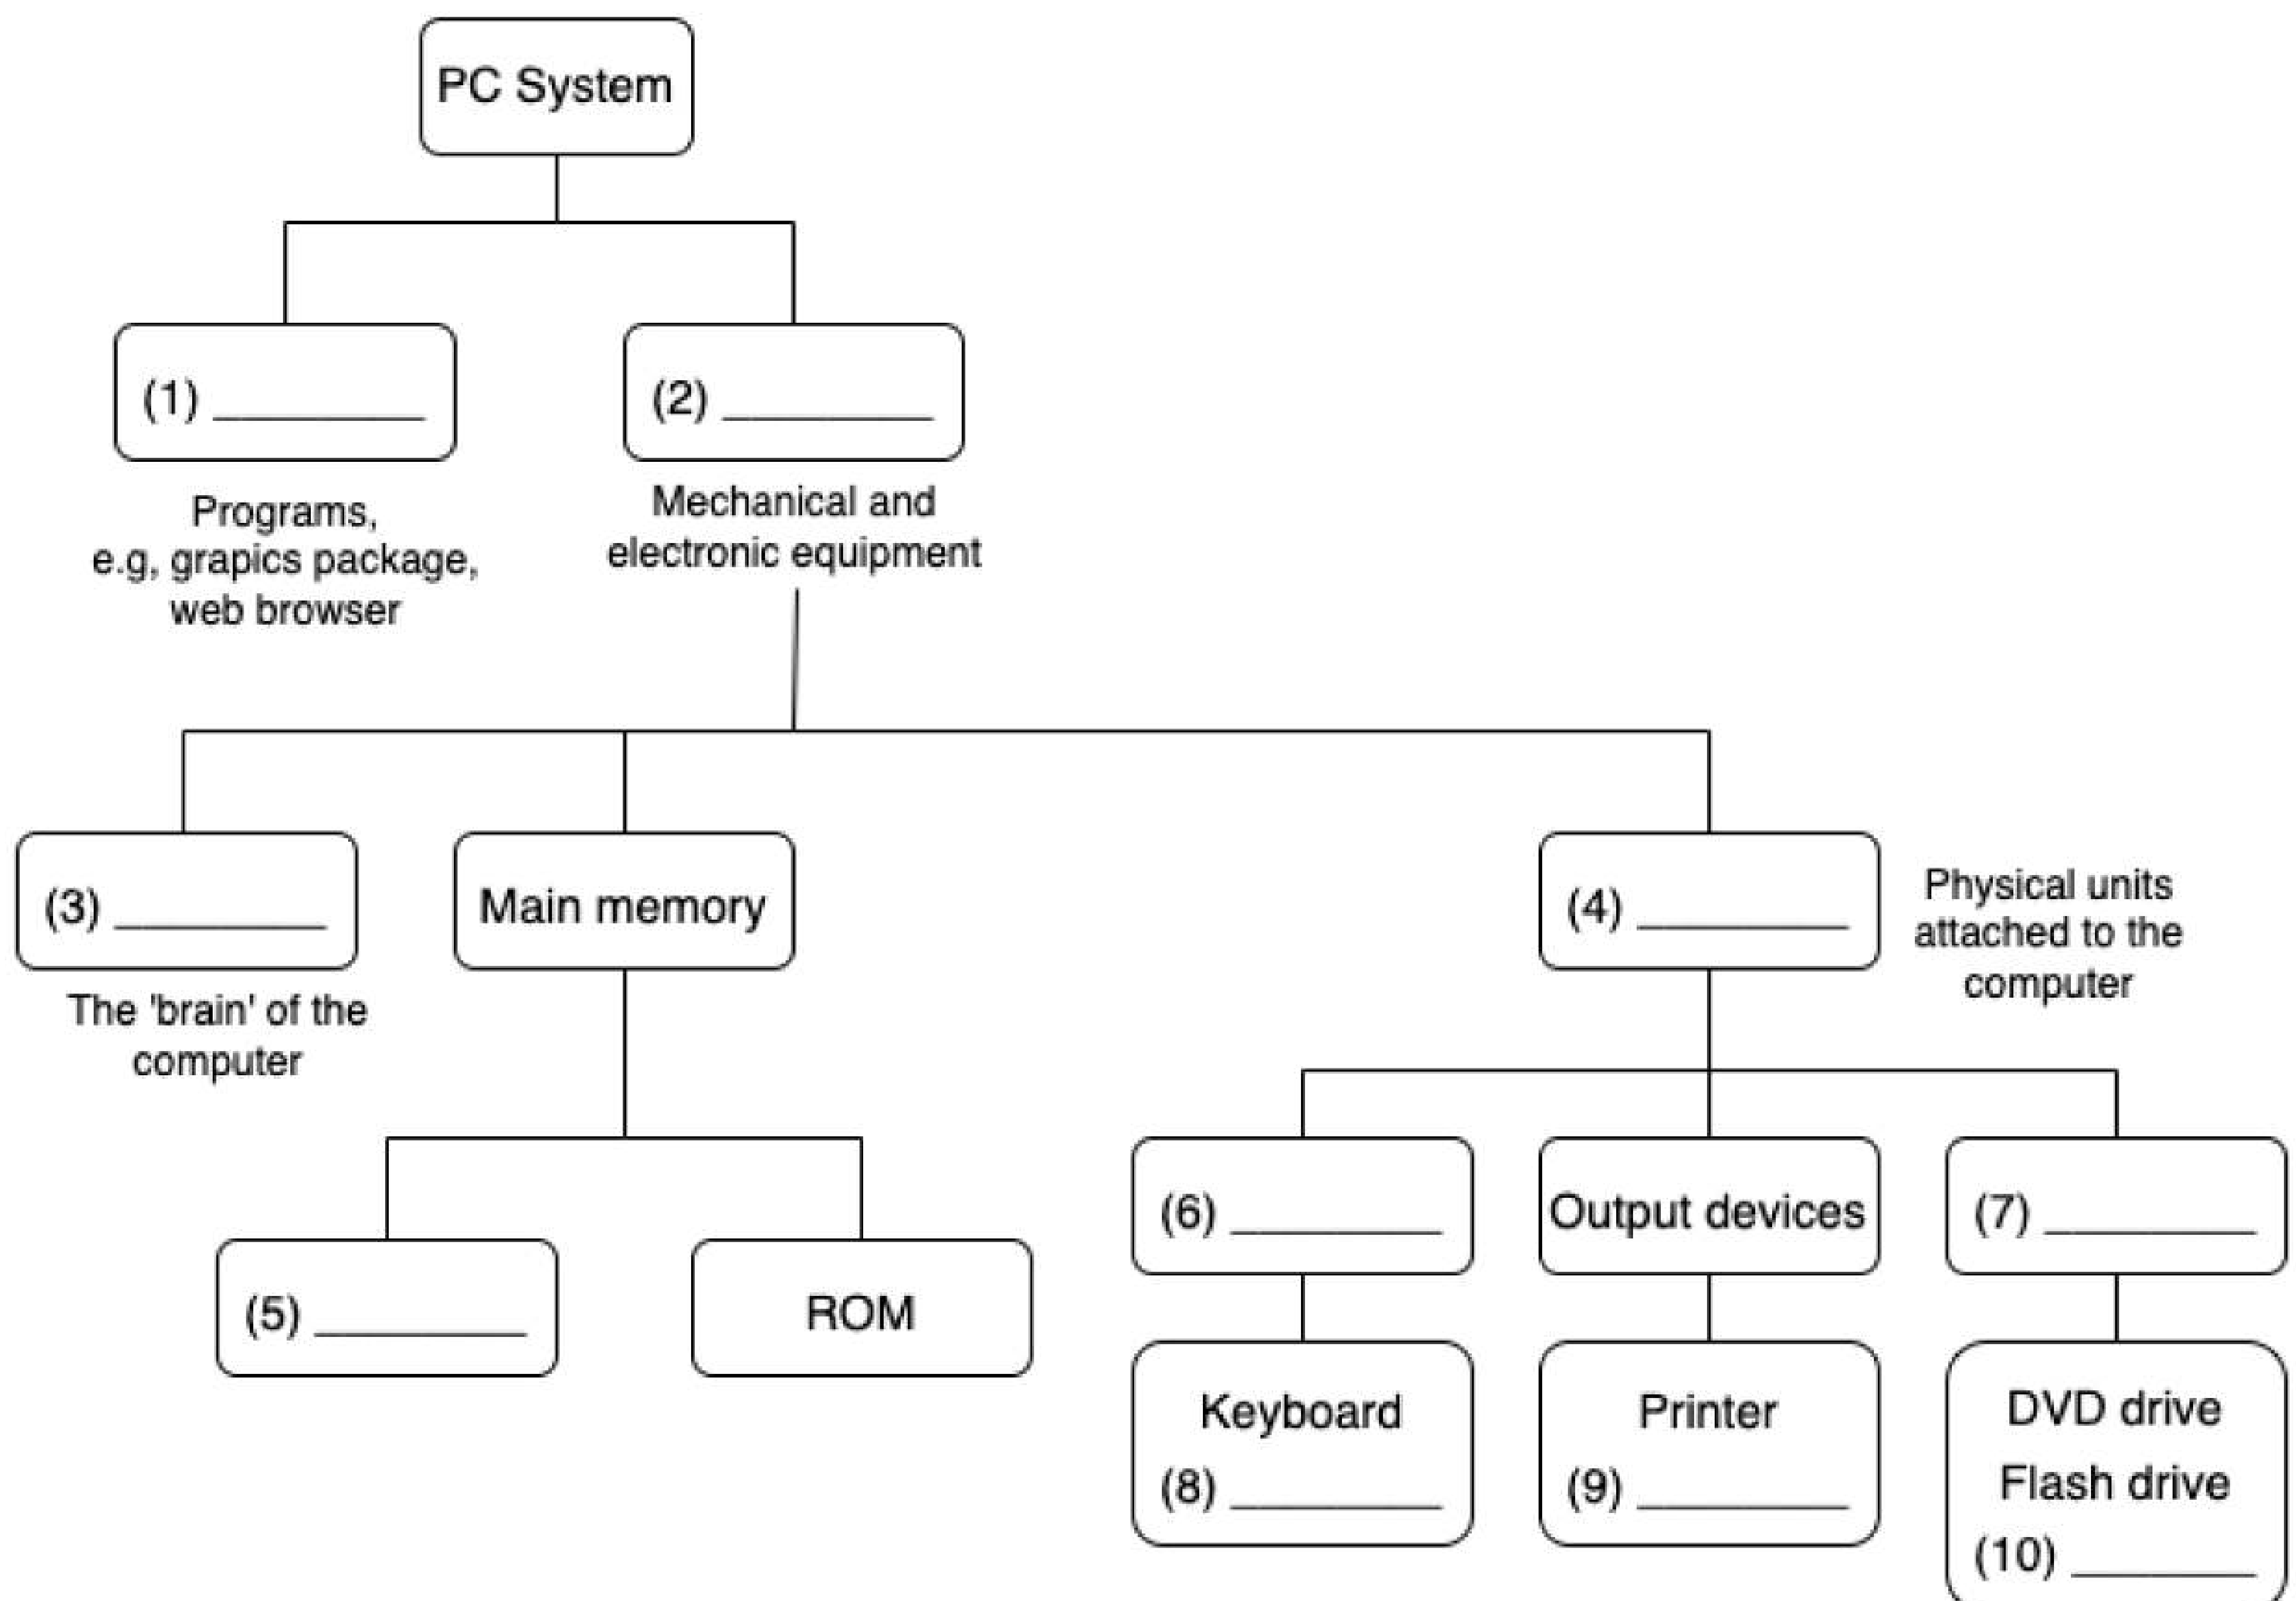 PC System
(1) ________
(2) ________
Programs,
e.g, grapics package,
web browser
Mechanical and
electronic equipment
(3) ________
Main memory
(4) ________
Physical units
attached to the
computer
The 'brain' of the
computer
(5) ________
ROM
(6) ________
Output devices
(7) ________
Keyboard
(8) ________
Printer
(9) ________
DVD drive
Flash drive
(10) _______